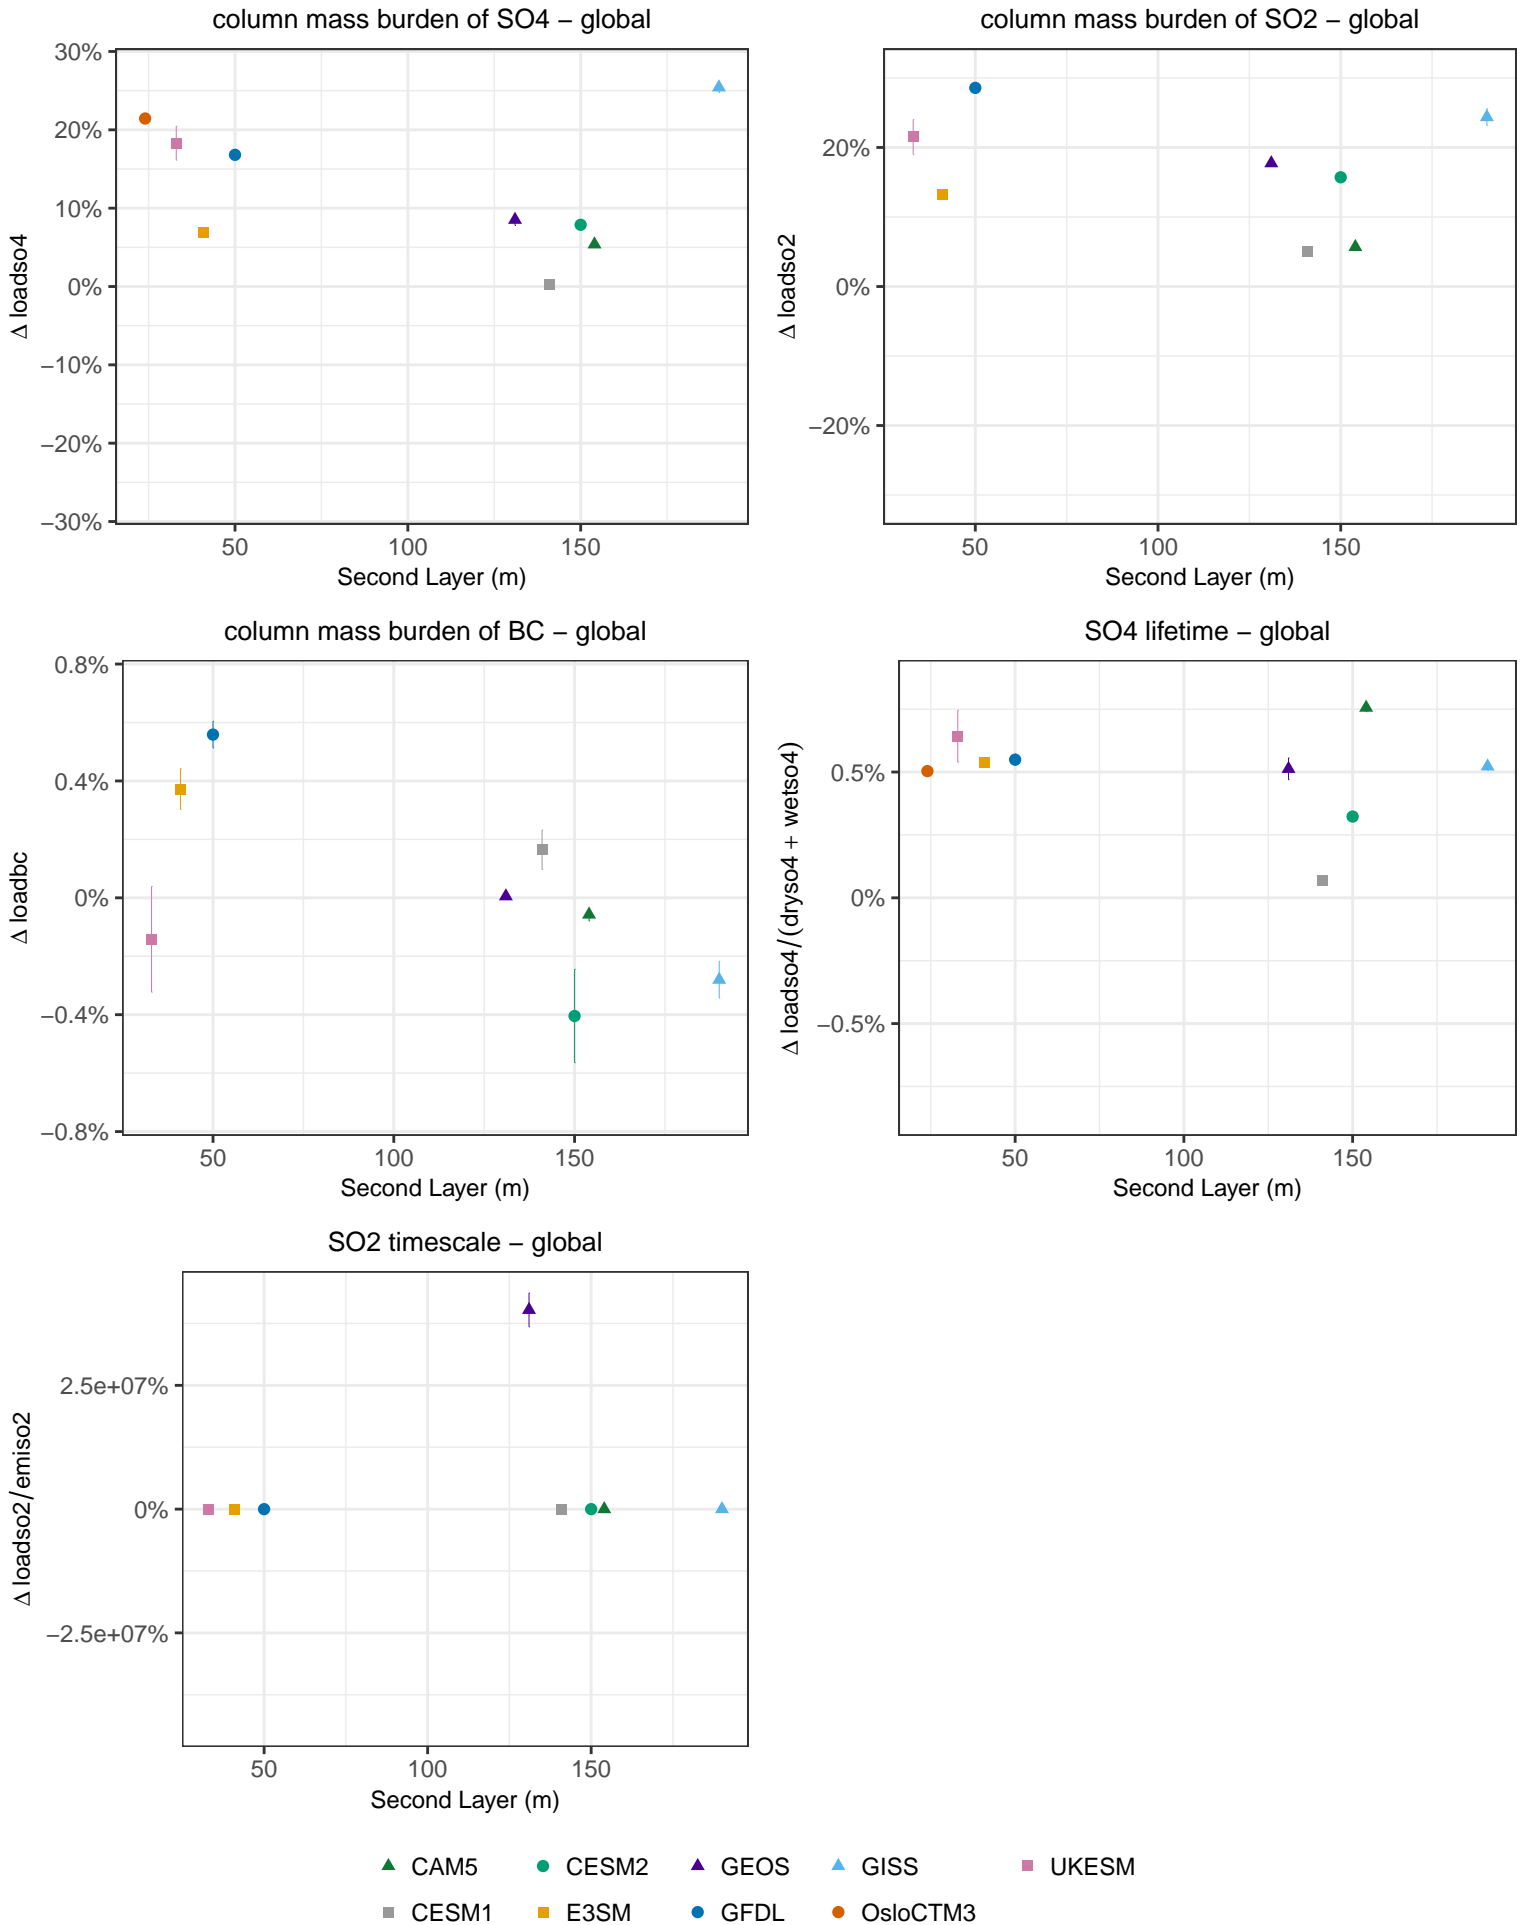 column mass burden of SO4 − global
30%
20%
10%
0%
−10%
−20%
−30%
Δ loadso4
50 100 150
Second Layer (m)
column mass burden of SO2 − global
20%
0%
−20%
Δ loadso2
50 100 150
Second Layer (m)
column mass burden of BC − global
0.8%
0.4%
0%
−0.4%
−0.8%
Δ loadbc
50 100 150
Second Layer (m)
SO4 lifetime − global
0.5%
0%
−0.5%
Δ loadso4/(dryso4 + wetso4)
50 100 150
Second Layer (m)
SO2 timescale − global
2.5e+07%
0%
−2.5e+07%
Δ loadso2/emiso2
50 100 150
Second Layer (m)
CAM5 CESM2 GEOS GISS UKESM
CESM1 E3SM GFDL OsloCTM3